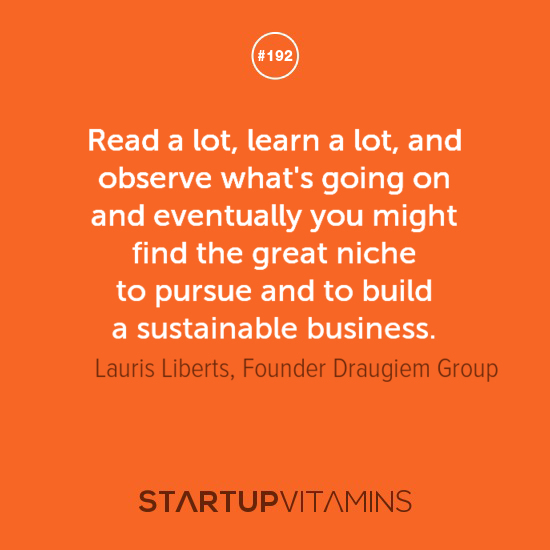 #192
Read a lot, learn a lot, and
observe what's going on
and eventually you might
find the great niche
to pursue and to build
a sustainable business.
Lauris Liberts, Founder Draugiem Group
STARTUPVITAMINS